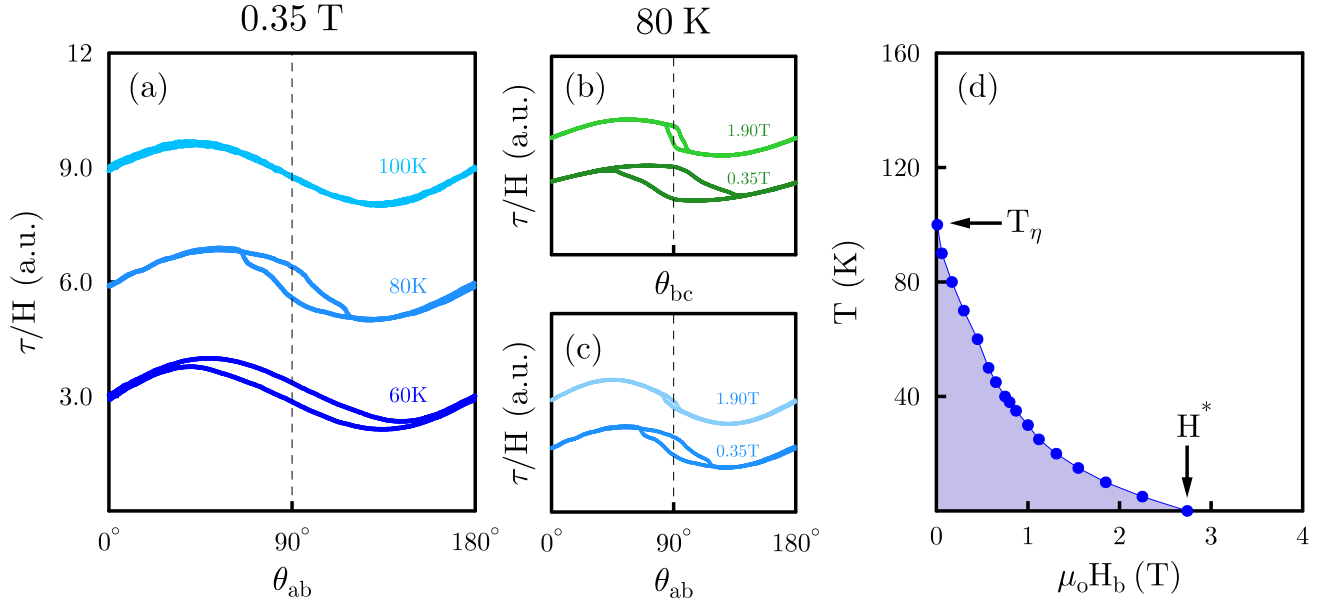 0.35 T
80 K
(a)
12
9.0
6.0
3.0
τ/H (a.u.)
100K
80K
60K
0° 90° 180°
θab
(b)
τ/H (a.u.)
1.90T
0.35T
θbc
(c)
τ/H (a.u.)
1.90T
0.35T
0° 90° 180°
θab
(d)
160
120
80
40
T (K)
Tη
H*
0 1 2 3 4
μoHb (T)